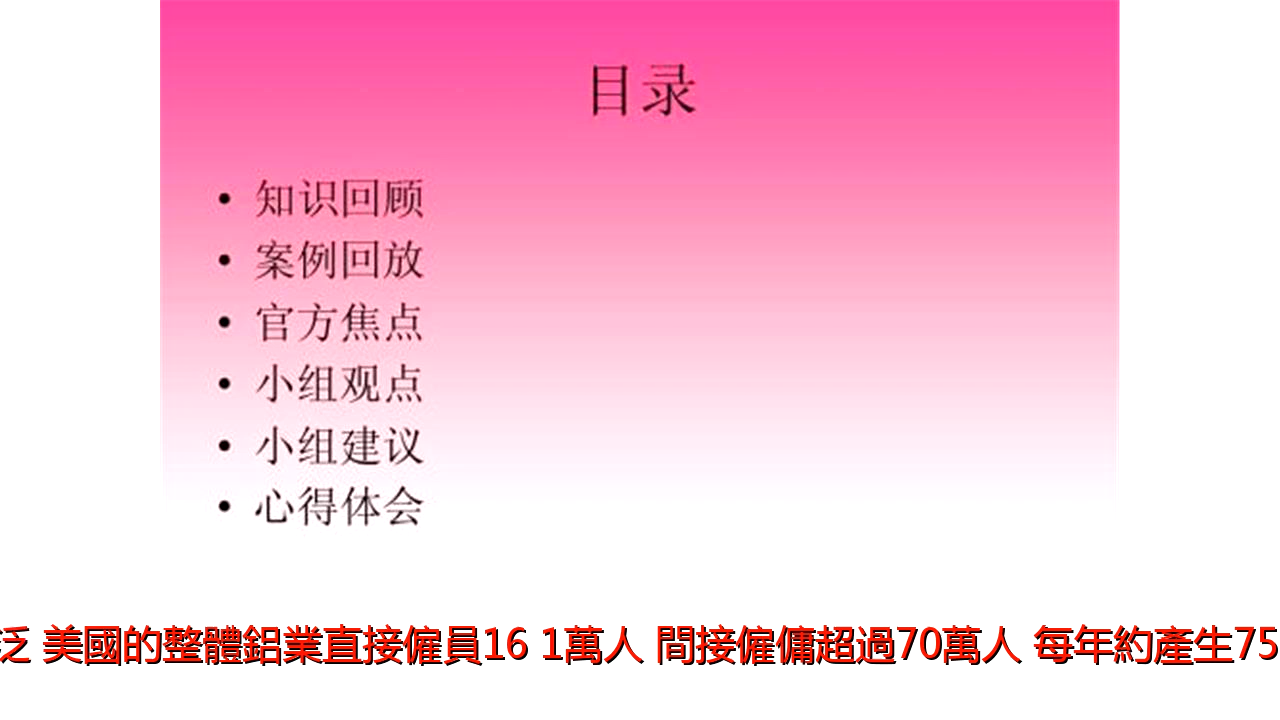 目录
• 知识回顾
• 案例回放
• 官方焦点
• 小组观点
• 小组建议
• 心得体会
泛 美國的整體鋁業直接僱員16 1萬人 間接僱傭超過70萬人 每年約產生75